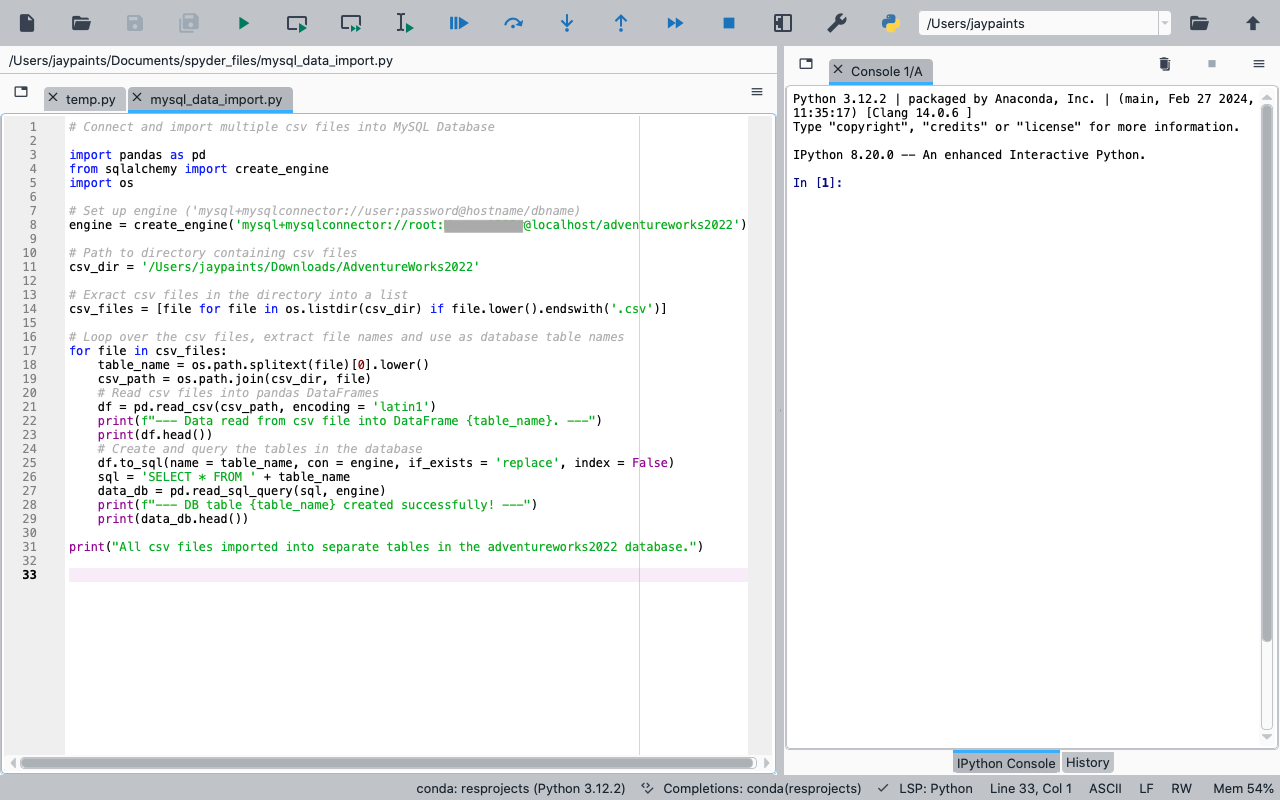 /Users/jaypaints
/Users/jaypaints/Documents/spyder_files/mysql_data_import.py
temp.py
mysql_data_import.py
1 # Connect and import multiple csv files into MySQL Database
2
3 import pandas as pd
4 from sqlalchemy import create_engine
5 import os
6
7 # Set up engine ('mysql+mysqlconnector://user:password@hostname/dbname)
8 engine = create_engine('mysql+mysqlconnector://root: @localhost/adventureworks2022')
9
10 # Path to directory containing csv files
11 csv_dir = '/Users/jaypaints/Downloads/AdventureWorks2022'
12
13 # Exract csv files in the directory into a list
14 csv_files = [file for file in os.listdir(csv_dir) if file.lower().endswith('.csv')]
15
16 # Loop over the csv files, extract file names and use as database table names
17 for file in csv_files:
18     table_name = os.path.splitext(file)[0].lower()
19     csv_path = os.path.join(csv_dir, file)
20     # Read csv files into pandas DataFrames
21     df = pd.read_csv(csv_path, encoding = 'latin1')
22     print(f"--- Data read from csv file into DataFrame {table_name}. ---")
23     print(df.head())
24     # Create and query the tables in the database
25     df.to_sql(name = table_name, con = engine, if_exists = 'replace', index = False)
26     sql = 'SELECT * FROM ' + table_name
27     data_db = pd.read_sql_query(sql, engine)
28     print(f"--- DB table {table_name} created successfully! ---")
29     print(data_db.head())
30
31 print("All csv files imported into separate tables in the adventureworks2022 database.")
32
33
Console 1/A
Python 3.12.2 | packaged by Anaconda, Inc. | (main, Feb 27 2024,
11:35:17) [Clang 14.0.6 ]
Type "copyright", "credits" or "license" for more information.
IPython 8.20.0 -- An enhanced Interactive Python.
In [1]:
IPython Console
History
conda: resprojects (Python 3.12.2)
Completions: conda(resprojects)
LSP: Python
Line 33, Col 1
ASCII
LF
RW
Mem 54%